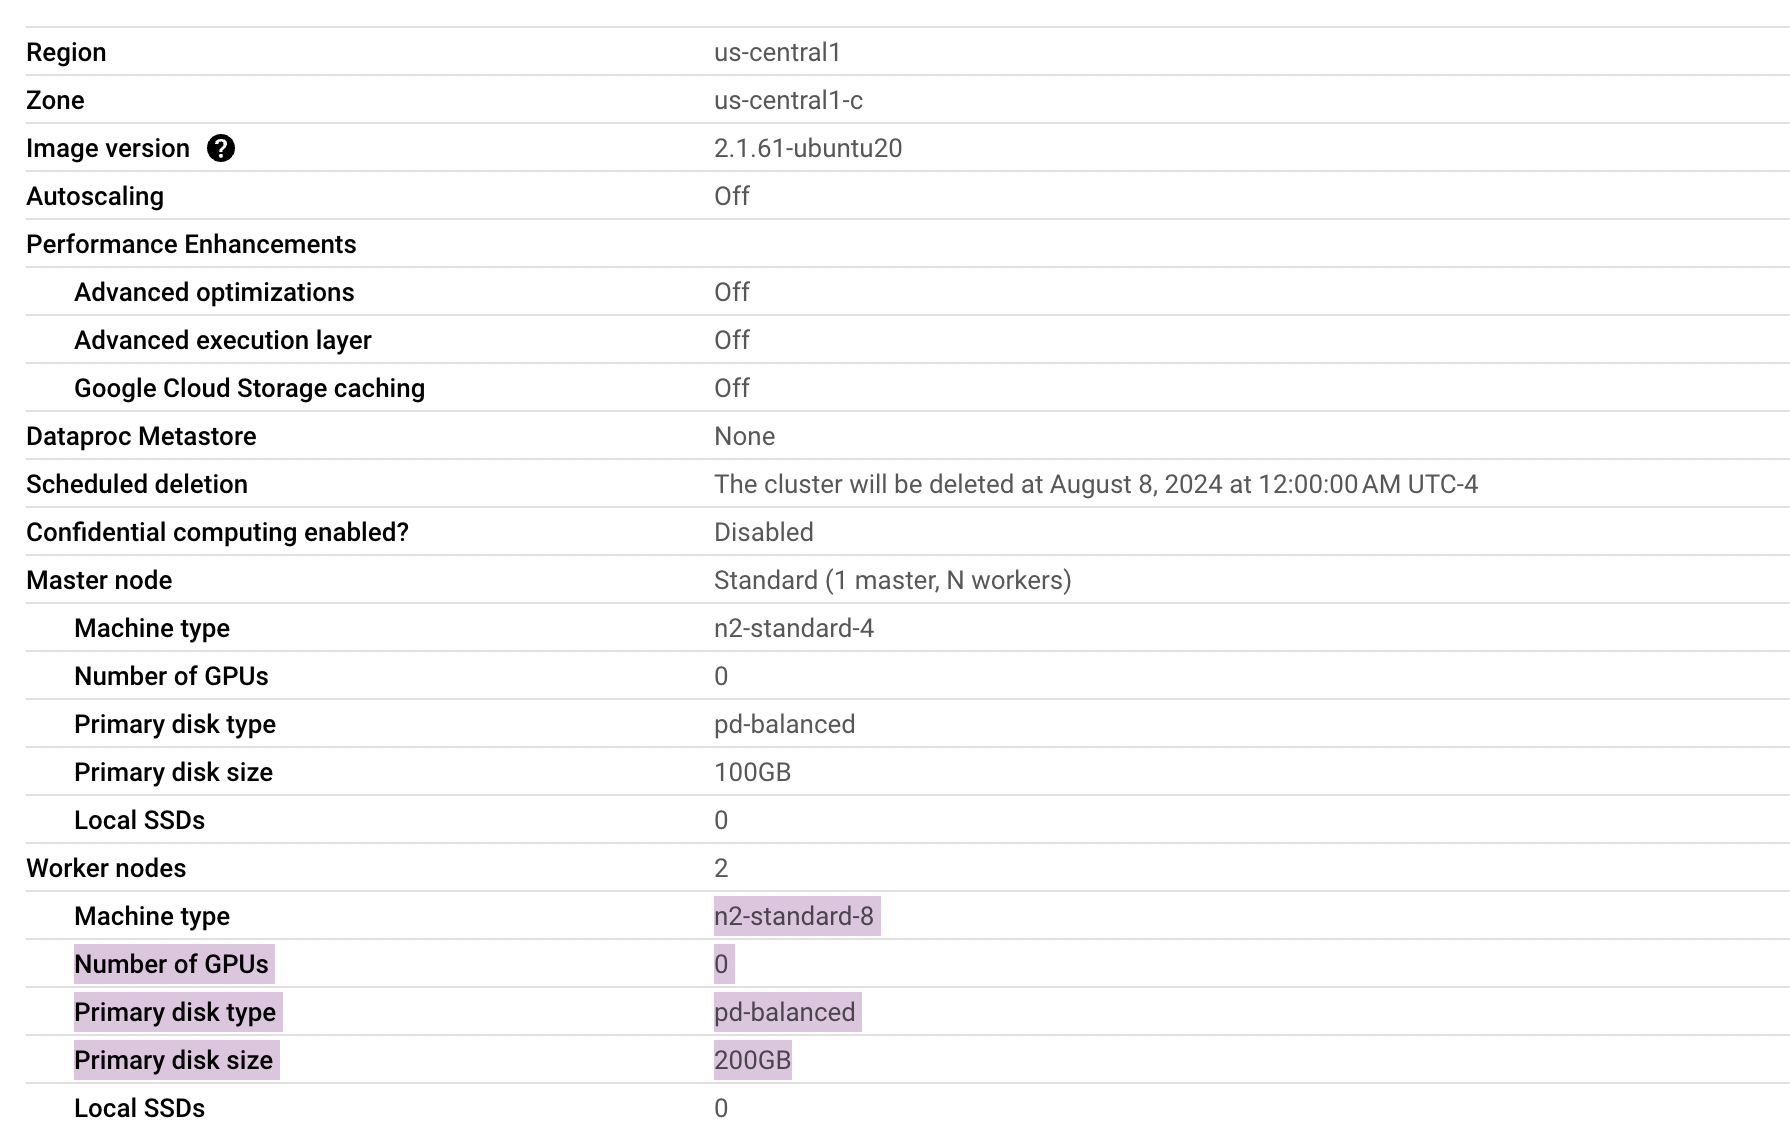 Region us-central1
Zone us-central1-c
Image version ? 2.1.61-ubuntu20
Autoscaling Off
Performance Enhancements
Advanced optimizations Off
Advanced execution layer Off
Google Cloud Storage caching Off
Dataproc Metastore None
Scheduled deletion The cluster will be deleted at August 8, 2024 at 12:00:00 AM UTC-4
Confidential computing enabled? Disabled
Master node Standard (1 master, N workers)
Machine type n2-standard-4
Number of GPUs 0
Primary disk type pd-balanced
Primary disk size 100GB
Local SSDs 0
Worker nodes 2
Machine type n2-standard-8
Number of GPUs 0
Primary disk type pd-balanced
Primary disk size 200GB
Local SSDs 0